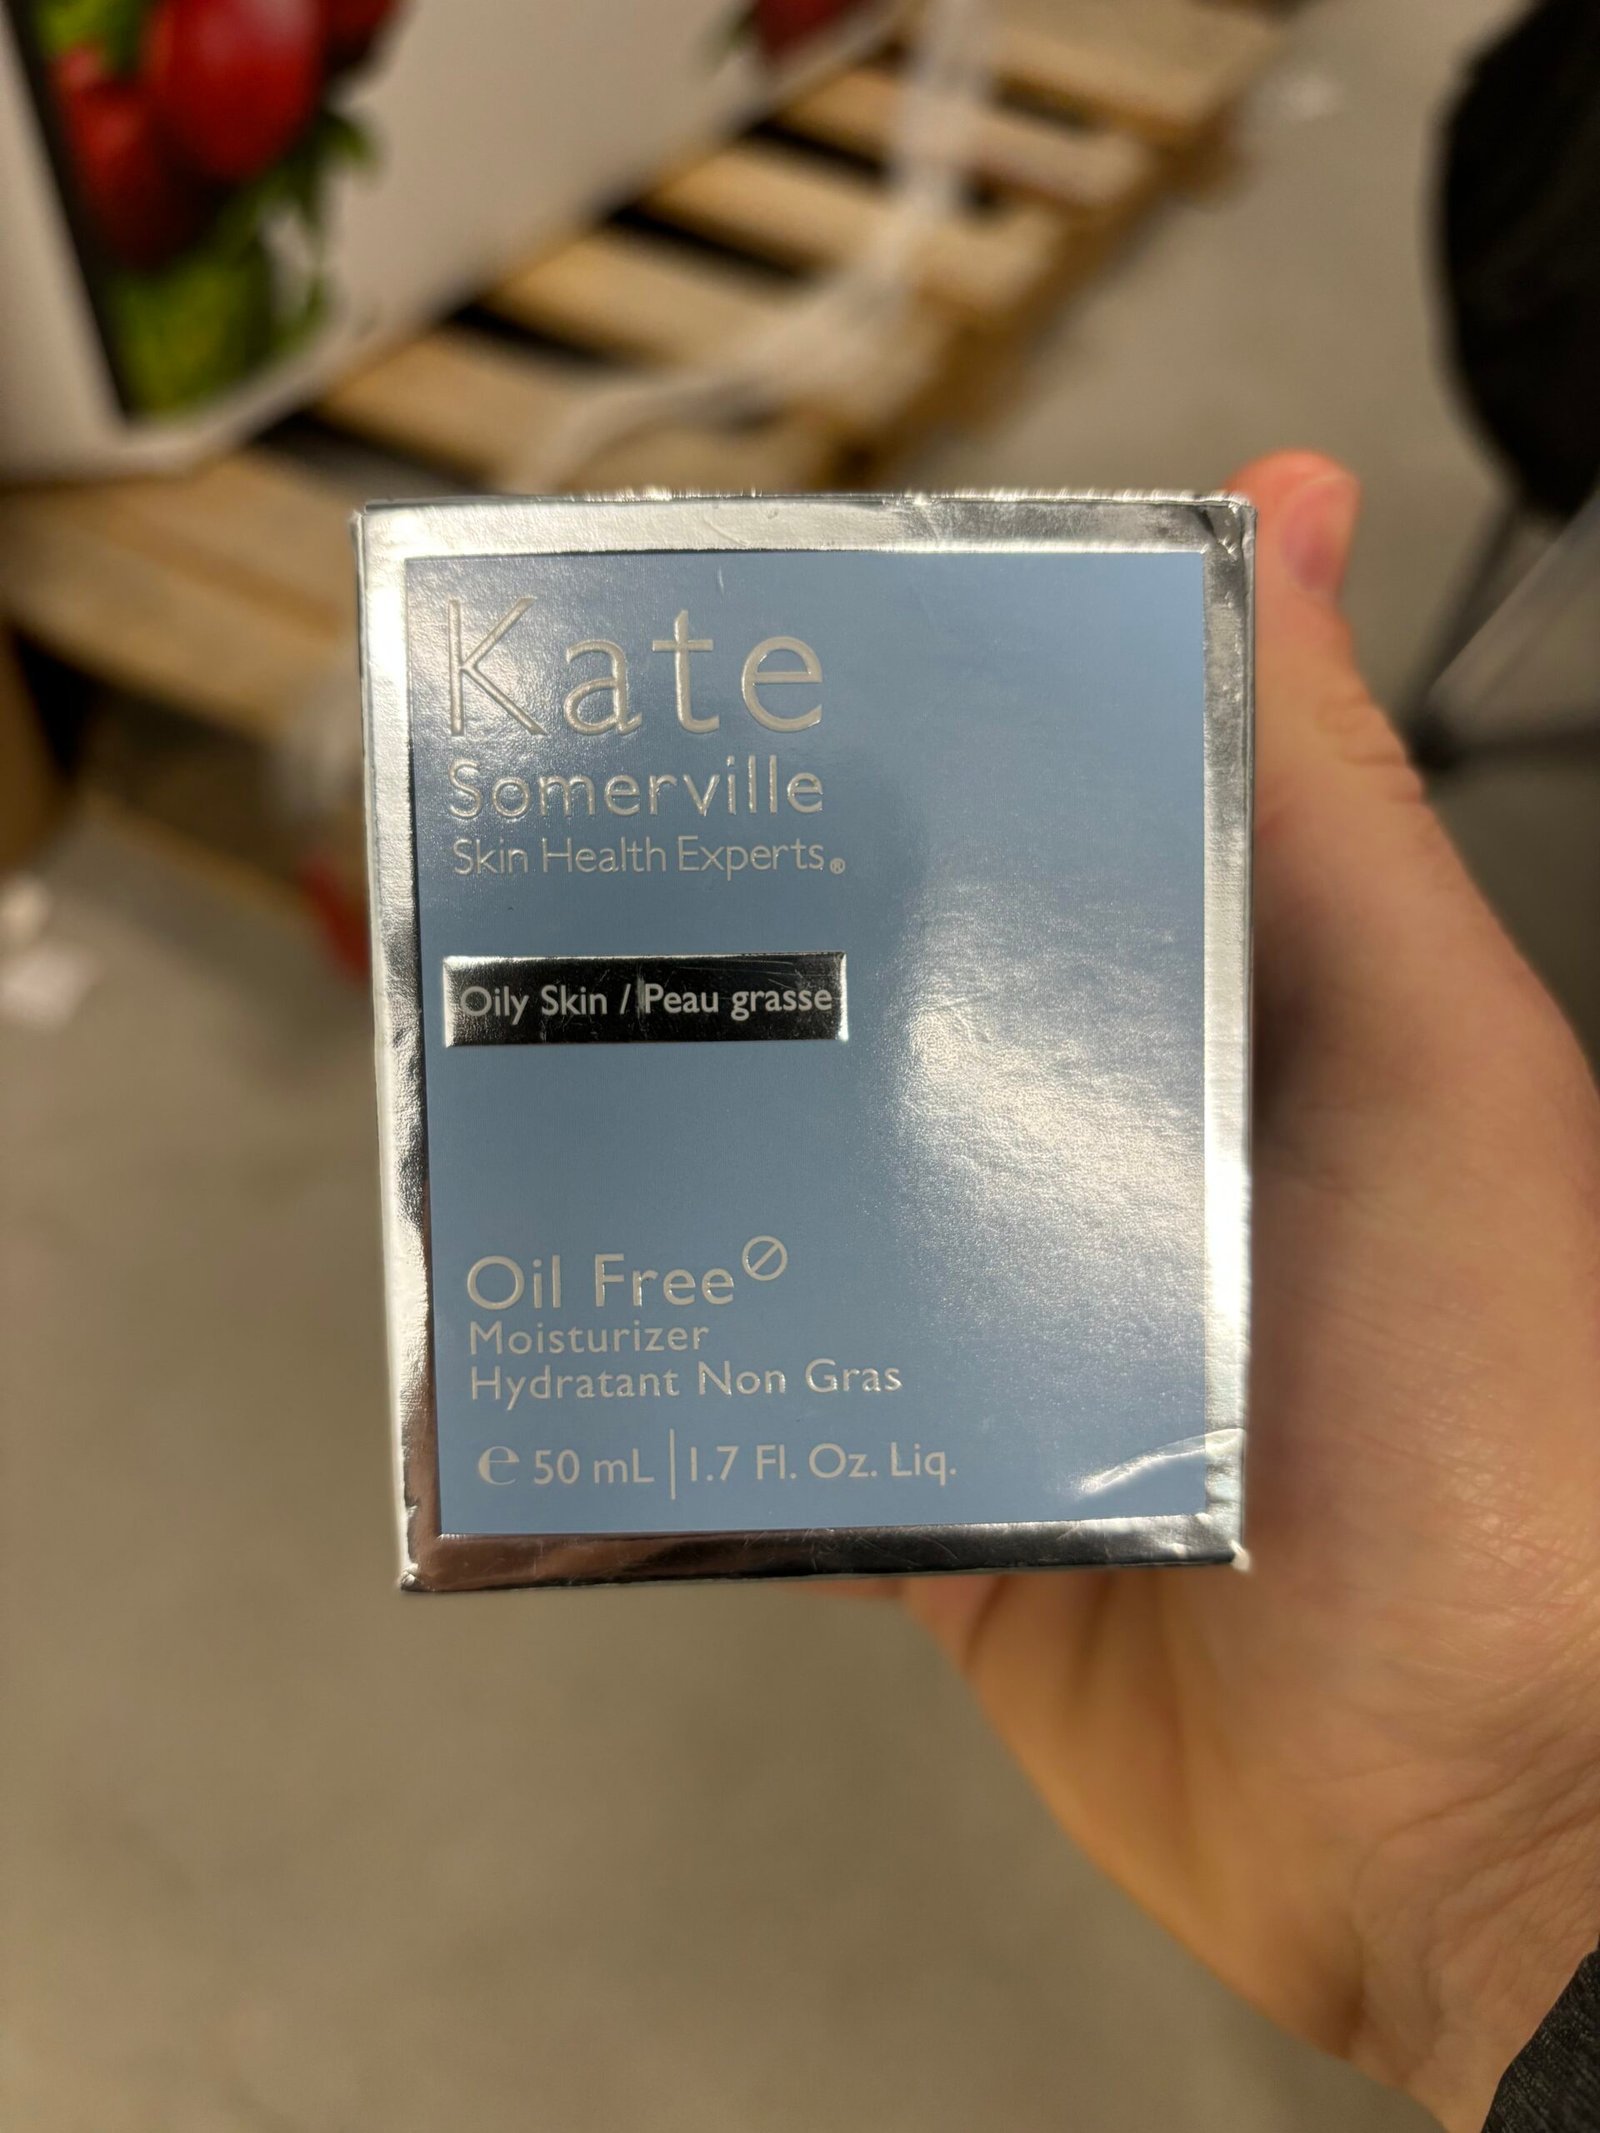 Kate
Somerville
Skin Health Experts®
Oily Skin / Peau grasse
Oil Free
Moisturizer
Hydratant Non Gras
℮ 50 mL | 1.7 Fl. Oz. Liq.